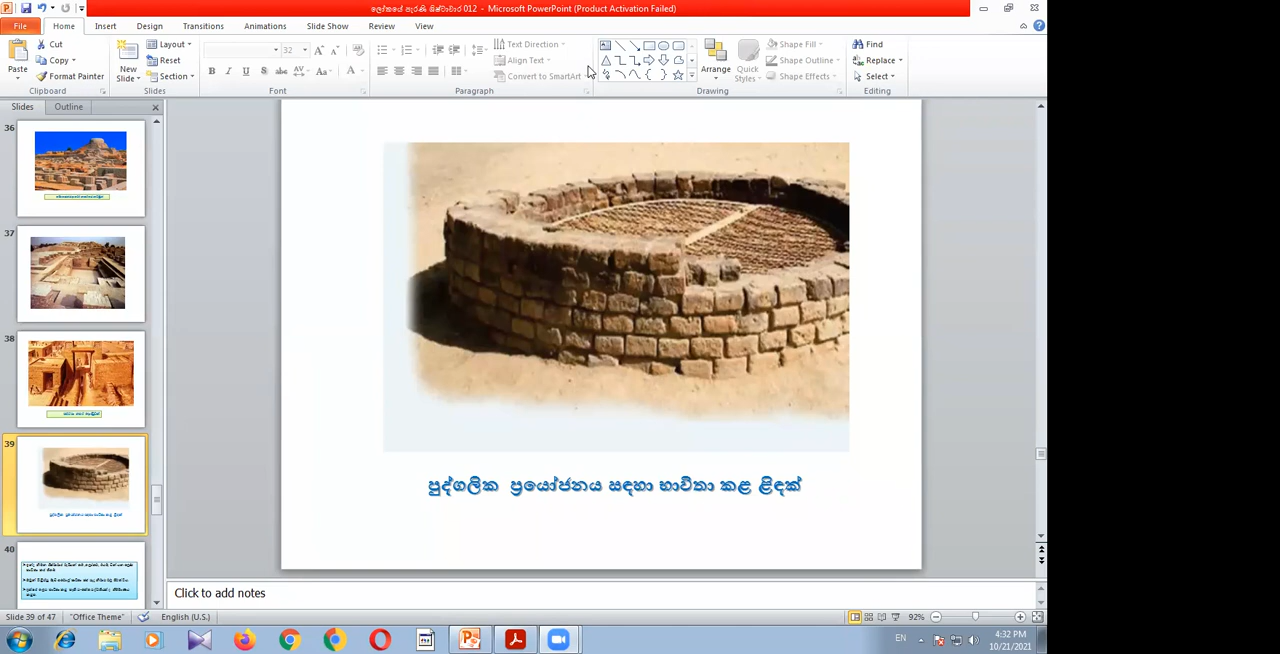 ලෝකයේ පැරණි ශිෂ්ටාචාර 012 - Microsoft PowerPoint (Product Activation Failed)
File Home Insert Design Transitions Animations Slide Show Review View
Cut
Copy
Format Painter
Paste
Clipboard
New Slide
Layout
Reset
Section
Slides
32
Font
Text Direction
Align Text
Convert to SmartArt
Paragraph
Arrange
Quick Styles
Shape Fill
Shape Outline
Shape Effects
Drawing
Find
Replace
Select
Editing
Slides Outline
36
37
38
39
40
පුද්ගලික ප්‍රයෝජනය සඳහා භාවිතා කළ ළිඳක්
Click to add notes
Slide 39 of 47 "Office Theme" English (U.S.) 92%
EN
4:32 PM
10/21/2021